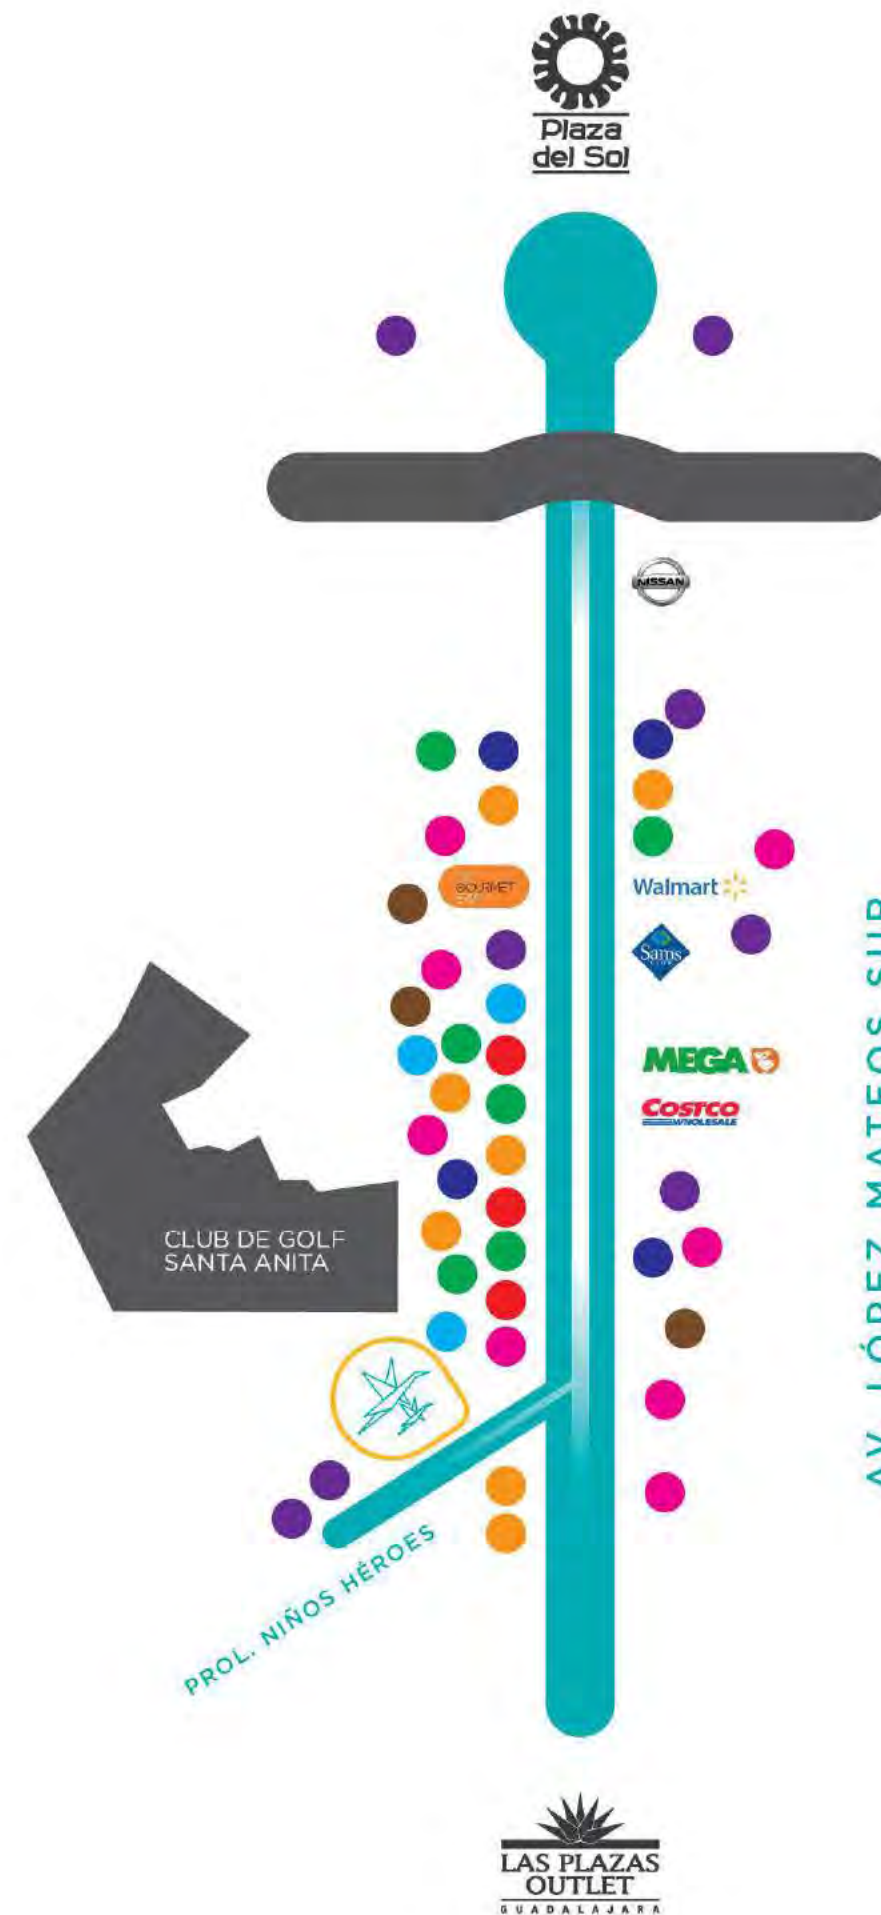 Plaza
del Sol
NISSAN
GOURMET
Walmart
Sam's
CLUB
MEGA
COSTCO
WHOLESALE
AV. LÓPEZ MATEOS SUR
CLUB DE GOLF
SANTA ANITA
PROL. NIÑOS HÉROES
LAS PLAZAS
OUTLET
GUADALAJARA